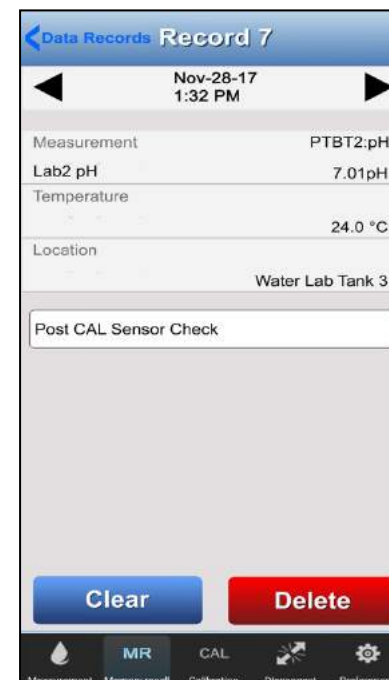 Data Records Record 7
Nov-28-17
1:32 PM
Measurement PTBT2:pH
Lab2 pH 7.01pH
Temperature
24.0 °C
Location
Water Lab Tank 3
Post CAL Sensor Check
Clear Delete
MR CAL